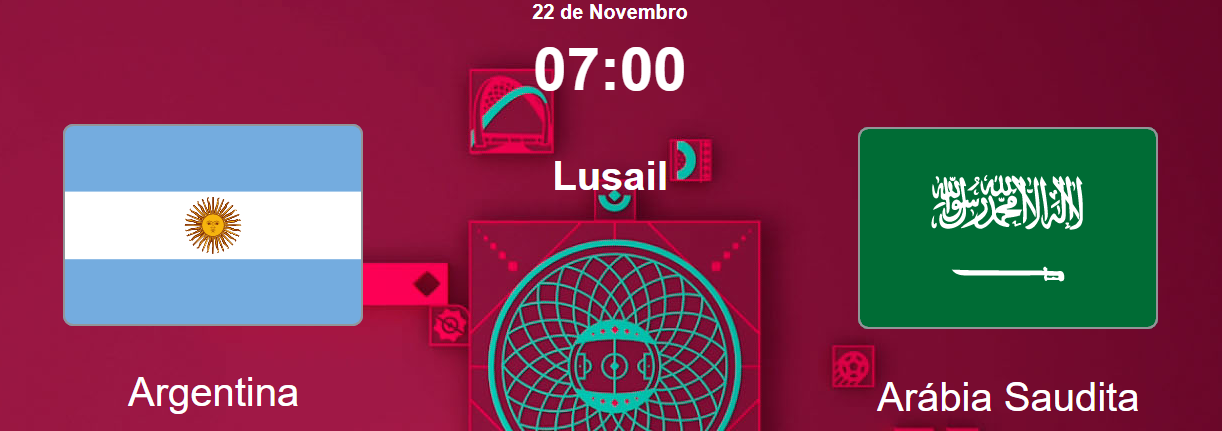 22 de Novembro
07:00
Lusail
لا إله إلا الله محمد رسول الله
Argentina
Arábia Saudita